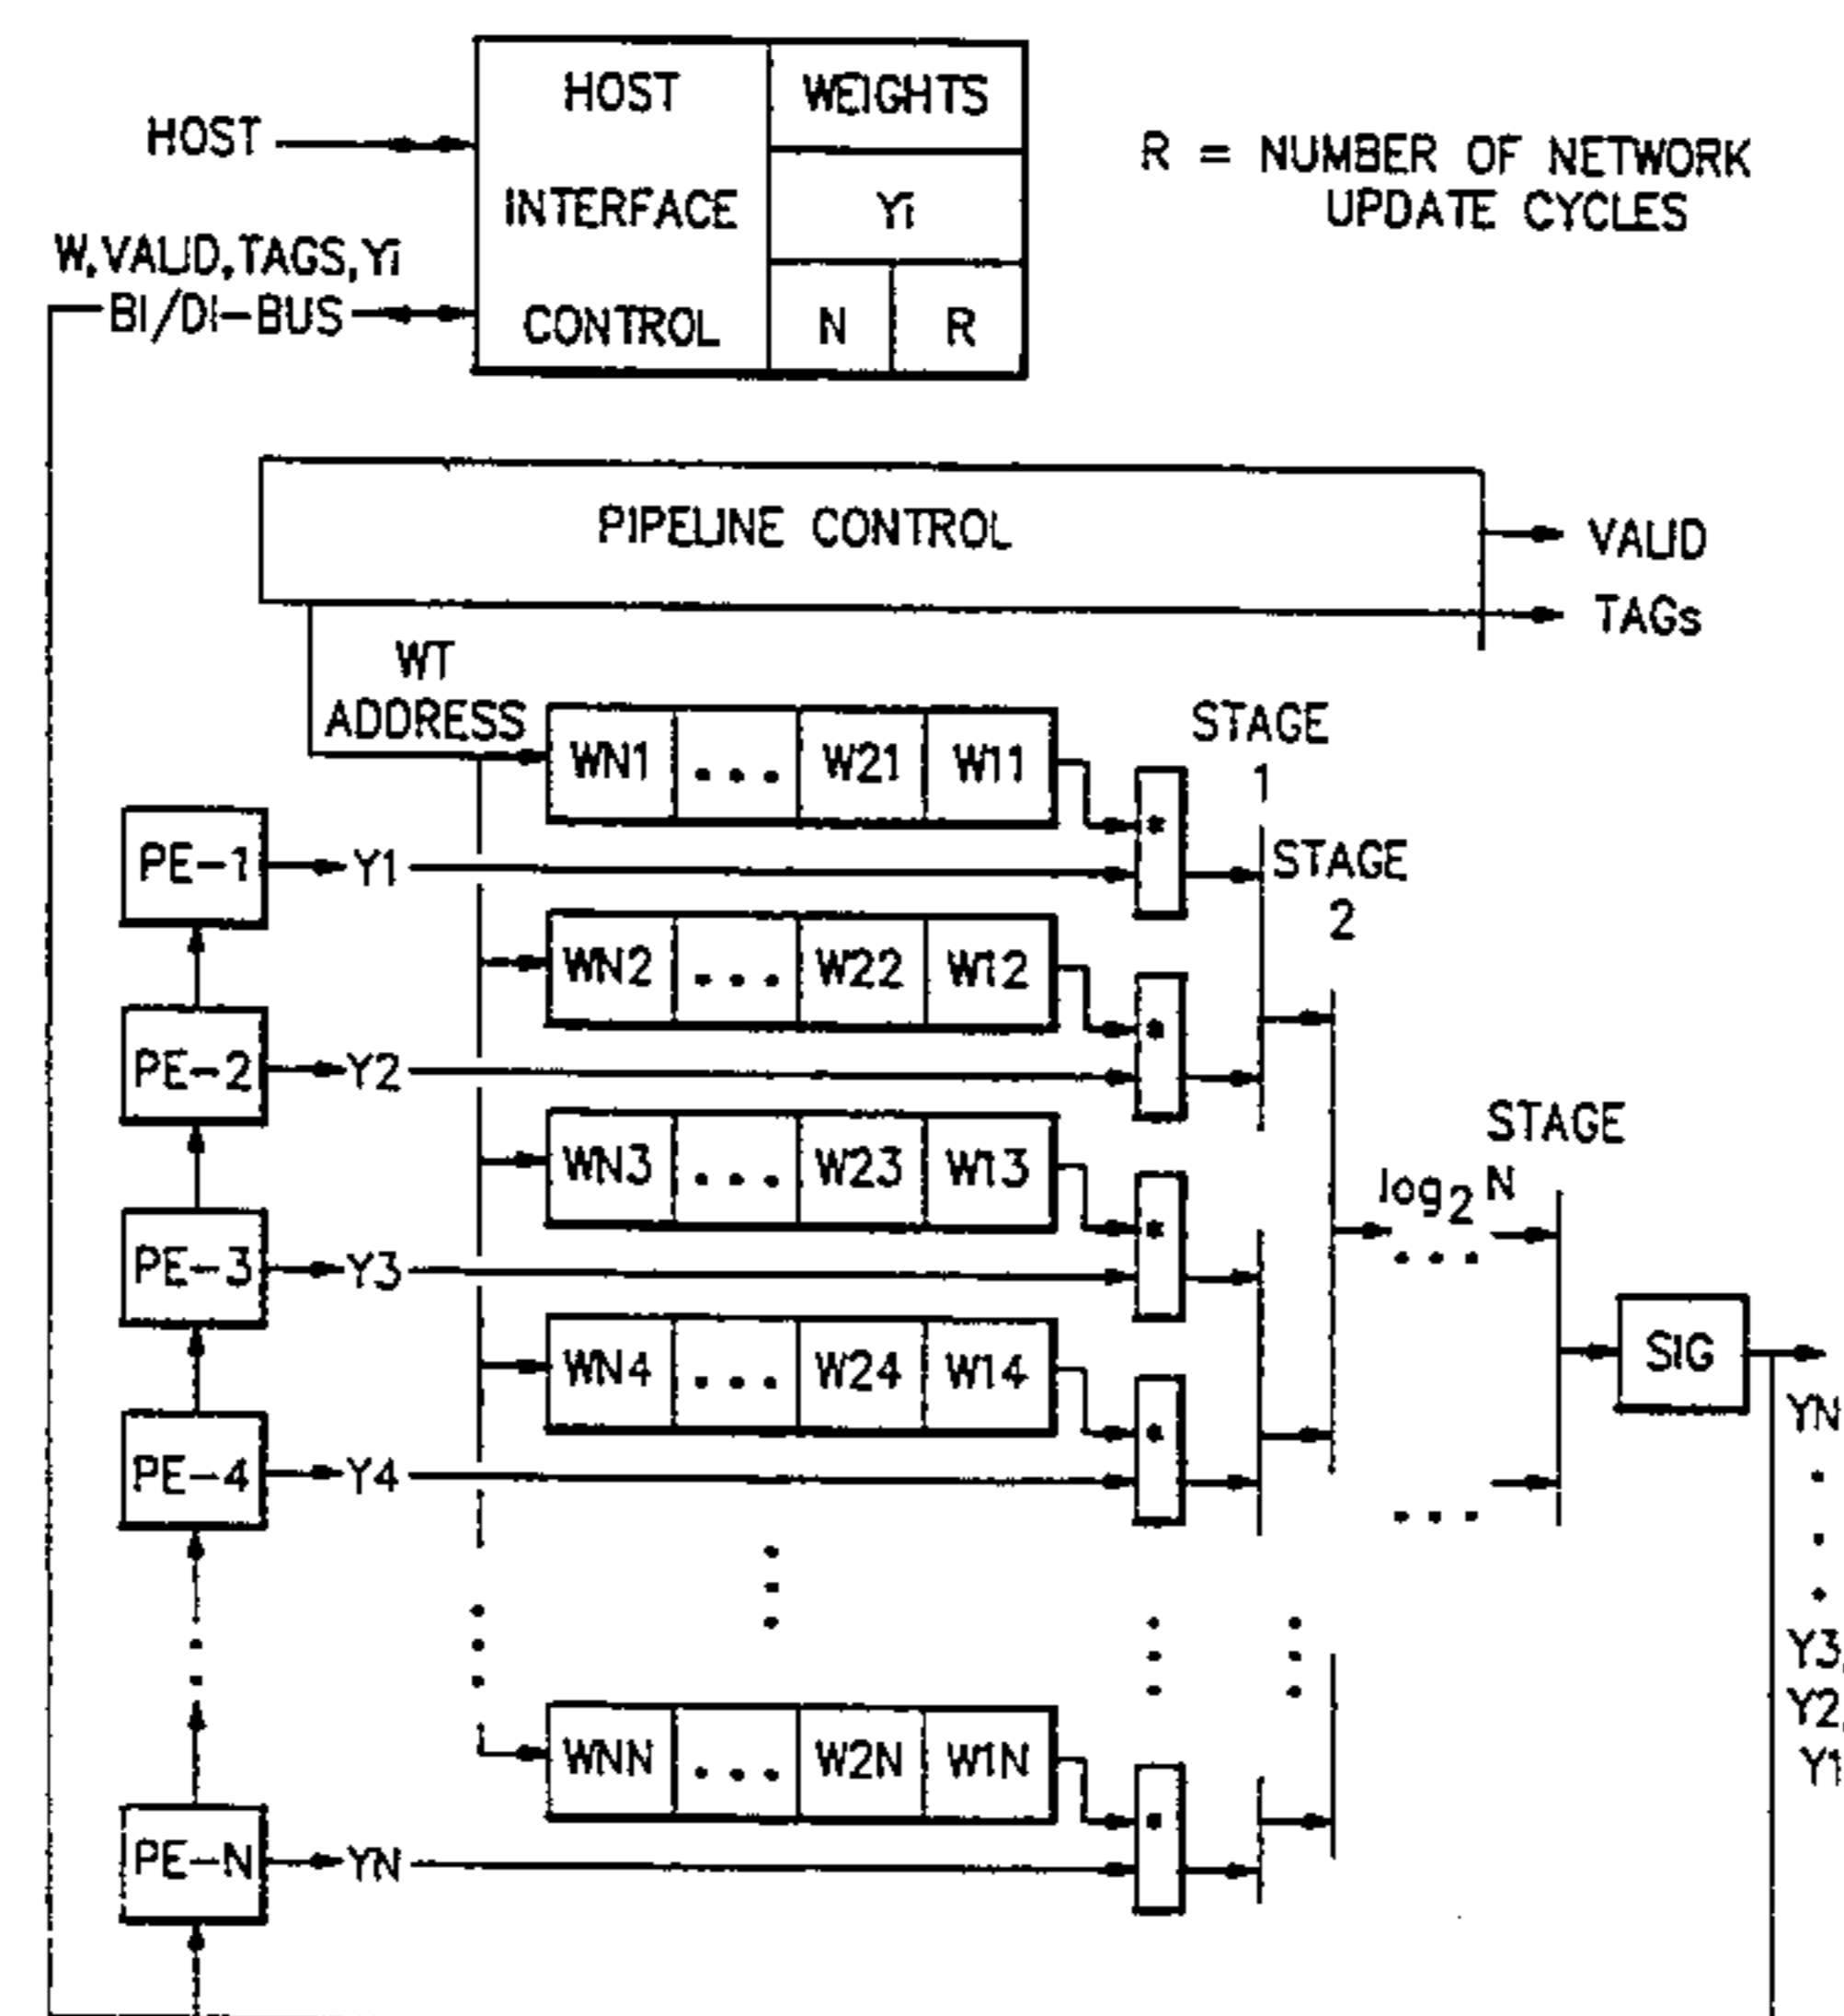 HOST
WEIGHTS
HOST
INTERFACE
Yi
R = NUMBER OF NETWORK
UPDATE CYCLES
W,VALID,TAGS,Yi
BI/DI-BUS
CONTROL
N
R
PIPELINE CONTROL
VALID
TAGs
WT
ADDRESS
WN1 ... W21 W11
STAGE
1
PE-1
Y1
*
STAGE
2
WN2 ... W22 W12
PE-2
Y2
*
WN3 ... W23 W13
PE-3
Y3
*
STAGE
log2 N
...
WN4 ... W24 W14
PE-4
Y4
*
...
SIG
YN
.
.
.
Y3,
Y2,
Y1
WNN ... W2N W1N
PE-N
YN
*